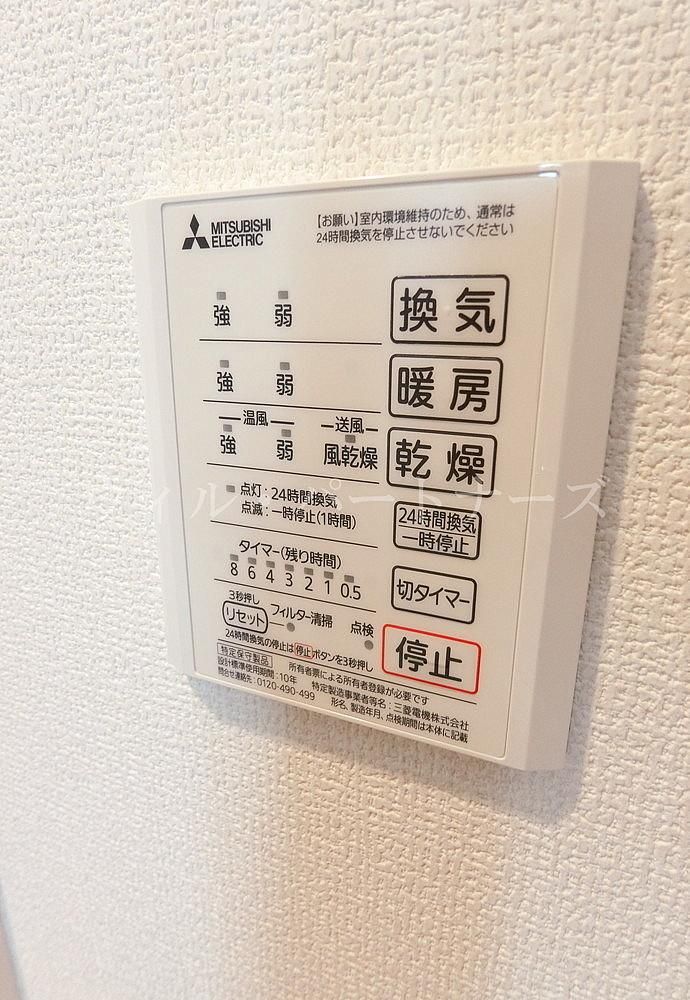 MITSUBISHI
ELECTRIC
【お願い】室内環境維持のため、通常は
24時間換気を停止させないでください
強 弱 換気
強 弱 暖房
温風 送風
強 弱 風乾燥 乾燥
点灯:24時間換気
点滅:一時停止(1時間)
24時間換気
一時停止
タイマー(残り時間)
8 6 4 3 2 1 0.5
切タイマー
3秒押し
リセット フィルター清掃 点検
停止
24時間換気の停止は停止ボタンを3秒押し
特定保守製品 所有者票による所有者登録が必要です
設計標準使用期間:10年 特定製造事業者等名:三菱電機株式会社
問合せ連絡先:0120-490-499 形名、製造年月、点検期間は本体に記載
ウィル・パートナーズ